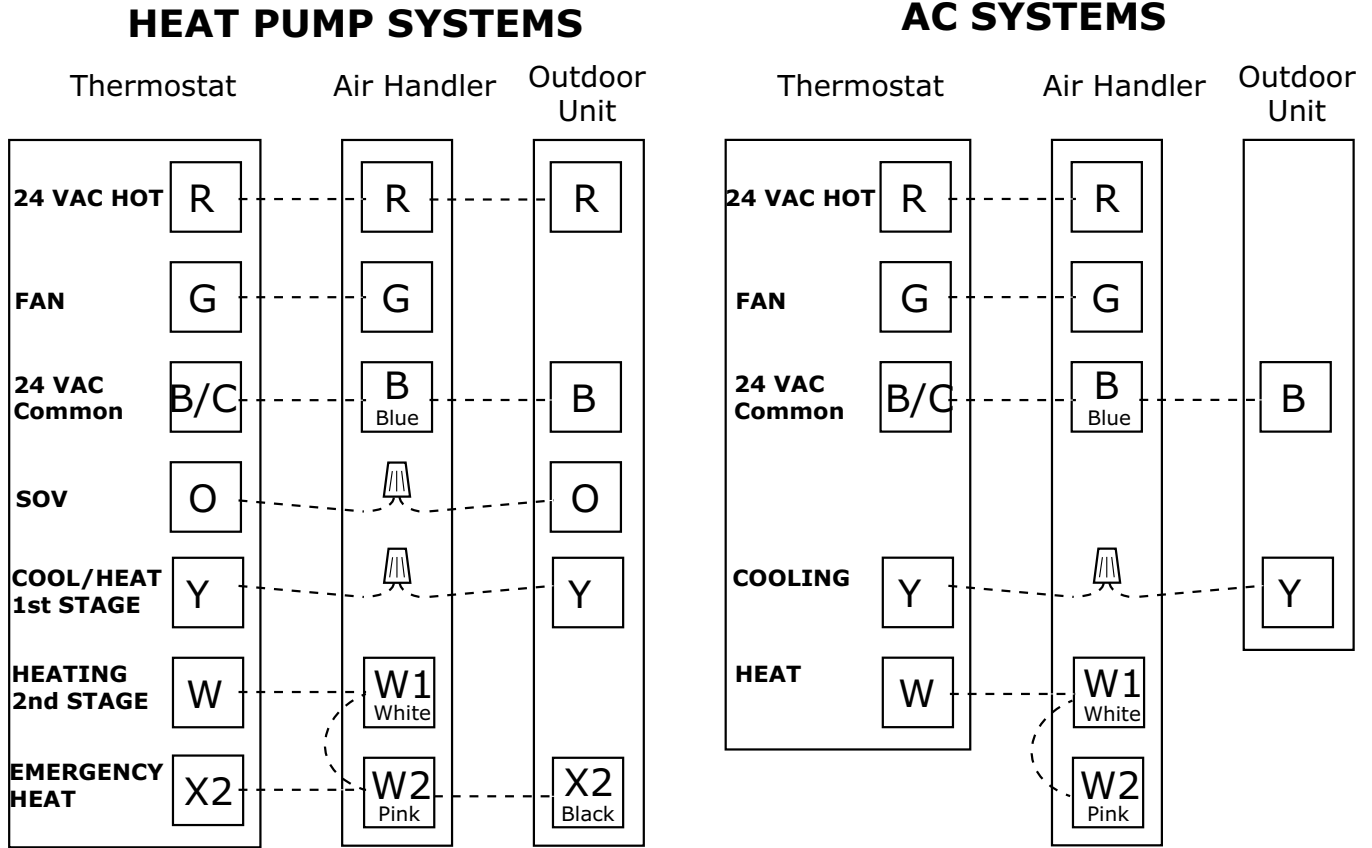 HEAT PUMP SYSTEMS
Thermostat
Air Handler
Outdoor
Unit
24 VAC HOT
R
R
R
FAN
G
G
24 VAC
Common
B/C
B
Blue
B
SOV
O
O
COOL/HEAT
1st STAGE
Y
Y
HEATING
2nd STAGE
W
W1
White
EMERGENCY
HEAT
X2
W2
Pink
X2
Black
AC SYSTEMS
Thermostat
Air Handler
Outdoor
Unit
24 VAC HOT
R
R
FAN
G
G
24 VAC
Common
B/C
B
Blue
B
COOLING
Y
Y
HEAT
W
W1
White
W2
Pink